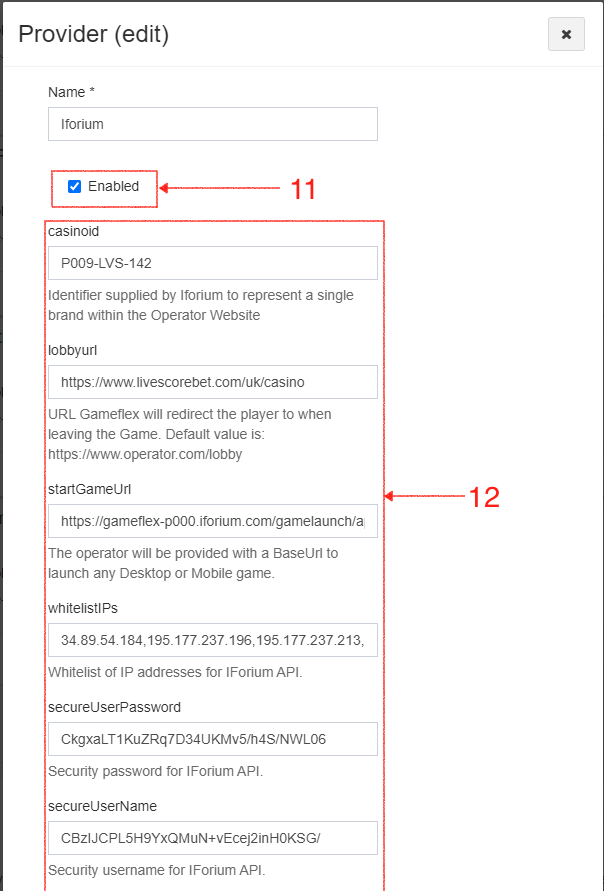 Provider (edit)
Name *
Iforium
Enabled
11
casinoid
P009-LVS-142
Identifier supplied by Iforium to represent a single
brand within the Operator Website
lobbyurl
https://www.livescorebet.com/uk/casino
URL Gameflex will redirect the player to when
leaving the Game. Default value is:
https://www.operator.com/lobby
12
startGameUrl
https://gameflex-p000.iforium.com/gamelaunch/a
The operator will be provided with a BaseUrl to
launch any Desktop or Mobile game.
whitelistIPs
34.89.54.184,195.177.237.196,195.177.237.213,
Whitelist of IP addresses for IForium API.
secureUserPassword
CkgxaLT1KuZRq7D34UKMv5/h4S/NWL06
Security password for IForium API.
secureUserName
CBzIJCPL5H9YxQMuN+vEcej2inH0KSG/
Security username for IForium API.